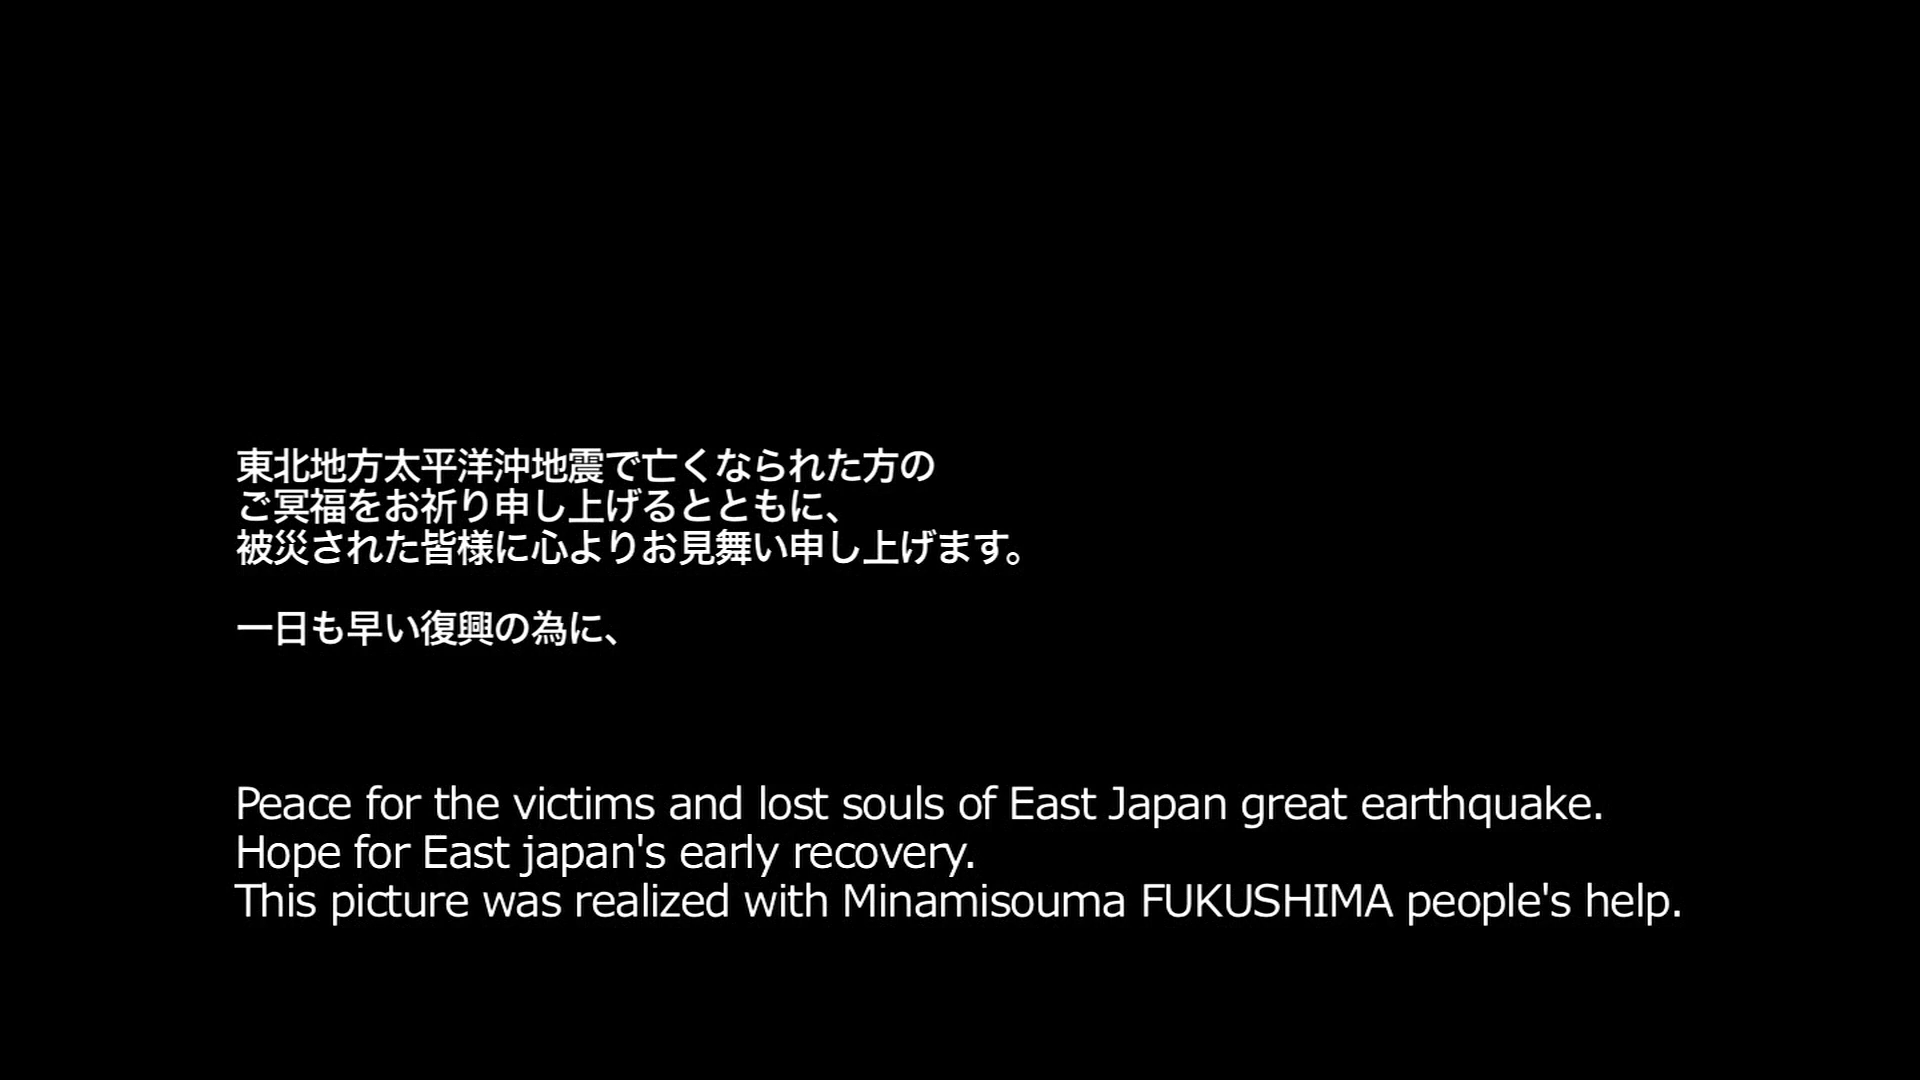 東北地方太平洋沖地震で亡くなられた方の
ご冥福をお祈り申し上げるとともに、
被災された皆様に心よりお見舞い申し上げます。
一日も早い復興の為に、
Peace for the victims and lost souls of East Japan great earthquake.
Hope for East japan's early recovery.
This picture was realized with Minamisouma FUKUSHIMA people's help.